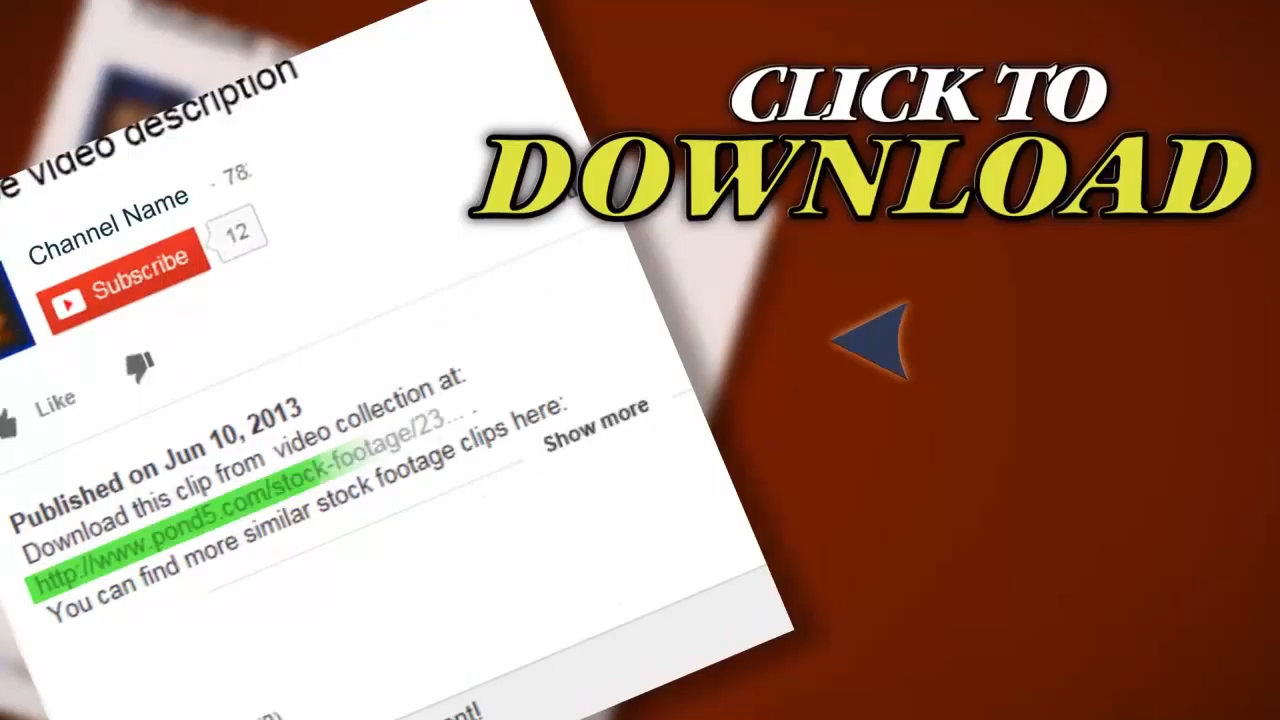 CLICK TO
DOWNLOAD
video description
Channel Name
78
Subscribe
12
Like
Published on Jun 10, 2013
Download this clip from video collection at:
http://www.pond5.com/stock-footage/23... -
You can find more similar stock footage clips here:
Show more